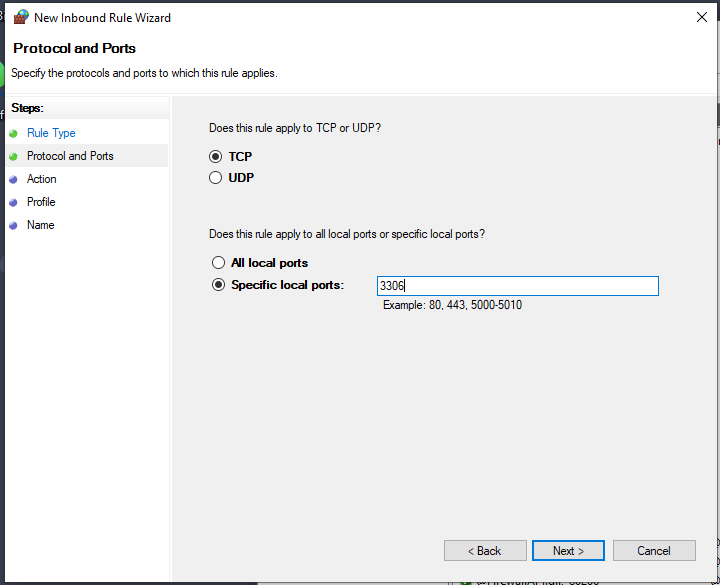 New Inbound Rule Wizard
Protocol and Ports
Specify the protocols and ports to which this rule applies.
Steps:
Rule Type
Protocol and Ports
Action
Profile
Name
Does this rule apply to TCP or UDP?
TCP
UDP
Does this rule apply to all local ports or specific local ports?
All local ports
Specific local ports:
3306
Example: 80, 443, 5000-5010
< Back
Next >
Cancel